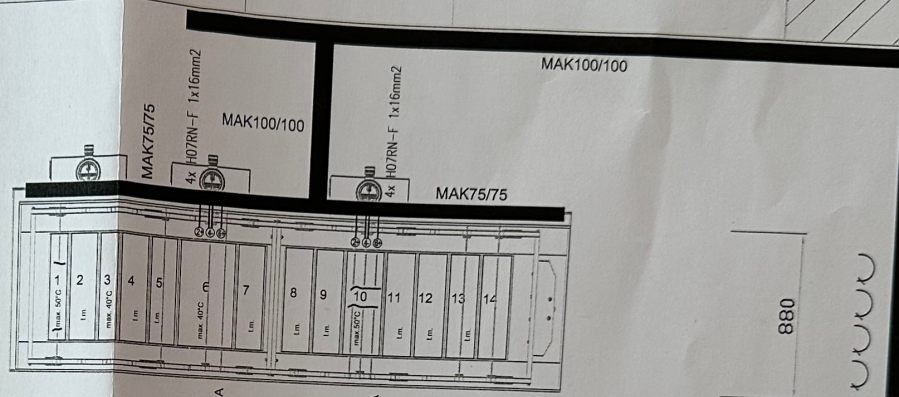 MAK100/100
MAK75/75
4x H07RN-F 1x16mm2
MAK100/100
4x H07RN-F 1x16mm2
MAK75/75
1
2
3
4
5
6
7
8
9
10
11
12
13
14
max. 50°C
t.m.
max. 40°C
t.m.
t.m.
max. 40°C
t.m.
t.m.
t.m.
max.50°C
t.m.
t.m.
t.m.
t.m.
880
A